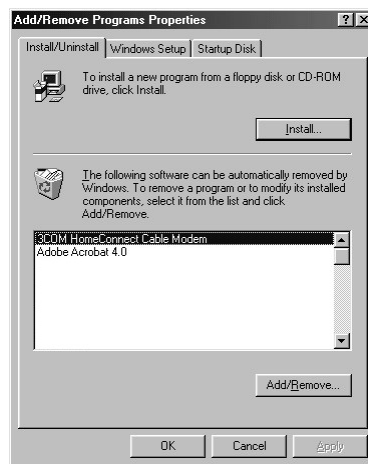 Add/Remove Programs Properties
Install/Uninstall Windows Setup Startup Disk
To install a new program from a floppy disk or CD-ROM
drive, click Install.
Install...
The following software can be automatically removed by
Windows. To remove a program or to modify its installed
components, select it from the list and click
Add/Remove.
3COM HomeConnect Cable Modem
Adobe Acrobat 4.0
Add/Remove...
OK Cancel Apply